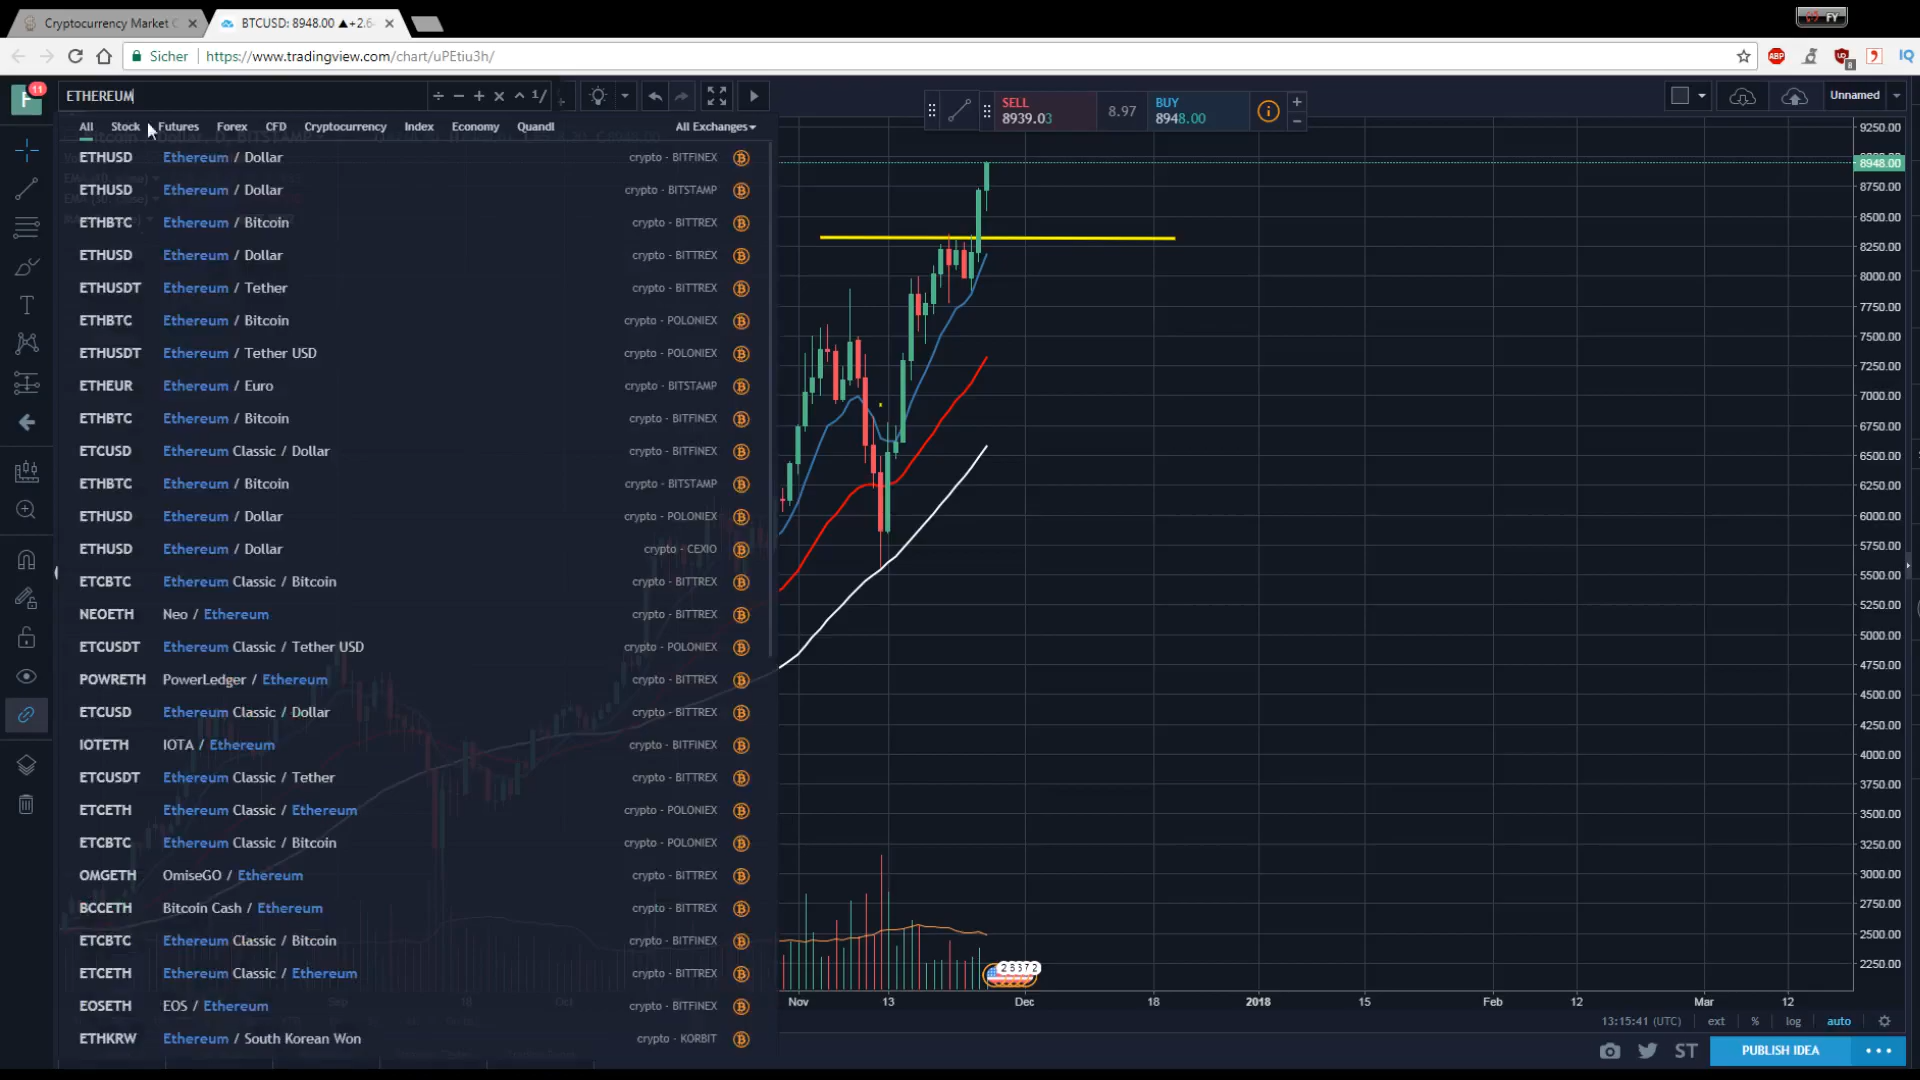 Cryptocurrency Market C
BTCUSD: 8948.00 ▲+2.6
FY
Sicher
https://www.tradingview.com/chart/uPEtiu3h/
ABP
8
IQ
11
ETHEREUM
÷ − + × ^ 1/
SELL
8939.03
8.97
BUY
8948.00
Unnamed
All Stock Futures Forex CFD Cryptocurrency Index Economy Quandl All Exchanges
ETHUSD Ethereum / Dollar crypto - BITFINEX
ETHUSD Ethereum / Dollar crypto - BITSTAMP
ETHBTC Ethereum / Bitcoin crypto - BITTREX
ETHUSD Ethereum / Dollar crypto - BITTREX
ETHUSDT Ethereum / Tether crypto - BITTREX
ETHBTC Ethereum / Bitcoin crypto - POLONIEX
ETHUSDT Ethereum / Tether USD crypto - POLONIEX
ETHEUR Ethereum / Euro crypto - BITSTAMP
ETHBTC Ethereum / Bitcoin crypto - BITFINEX
ETCUSD Ethereum Classic / Dollar crypto - BITFINEX
ETHBTC Ethereum / Bitcoin crypto - BITSTAMP
ETHUSD Ethereum / Dollar crypto - POLONIEX
ETHUSD Ethereum / Dollar crypto - CEXIO
ETCBTC Ethereum Classic / Bitcoin crypto - BITTREX
NEOETH Neo / Ethereum crypto - BITTREX
ETCUSDT Ethereum Classic / Tether USD crypto - POLONIEX
POWRETH PowerLedger / Ethereum crypto - BITTREX
ETCUSD Ethereum Classic / Dollar crypto - BITTREX
IOTETH IOTA / Ethereum crypto - BITFINEX
ETCUSDT Ethereum Classic / Tether crypto - BITTREX
ETCETH Ethereum Classic / Ethereum crypto - POLONIEX
ETCBTC Ethereum Classic / Bitcoin crypto - POLONIEX
OMGETH OmiseGO / Ethereum crypto - BITTREX
BCCETH Bitcoin Cash / Ethereum crypto - BITTREX
ETCBTC Ethereum Classic / Bitcoin crypto - BITFINEX
ETCETH Ethereum Classic / Ethereum crypto - BITTREX
EOSETH EOS / Ethereum crypto - BITFINEX
ETHKRW Ethereum / South Korean Won crypto - KORBIT
9250.00
8948.00
8750.00
8500.00
8250.00
8000.00
7750.00
7500.00
7250.00
7000.00
6750.00
6500.00
6250.00
6000.00
5750.00
5500.00
5250.00
5000.00
4750.00
4500.00
4250.00
4000.00
3750.00
3500.00
3250.00
3000.00
2750.00
2500.00
2250.00
Sep 18 Oct Nov 13 Dec 18 2018 15 Feb 12 Mar 12
13:15:41 (UTC) ext % log auto
ST
PUBLISH IDEA